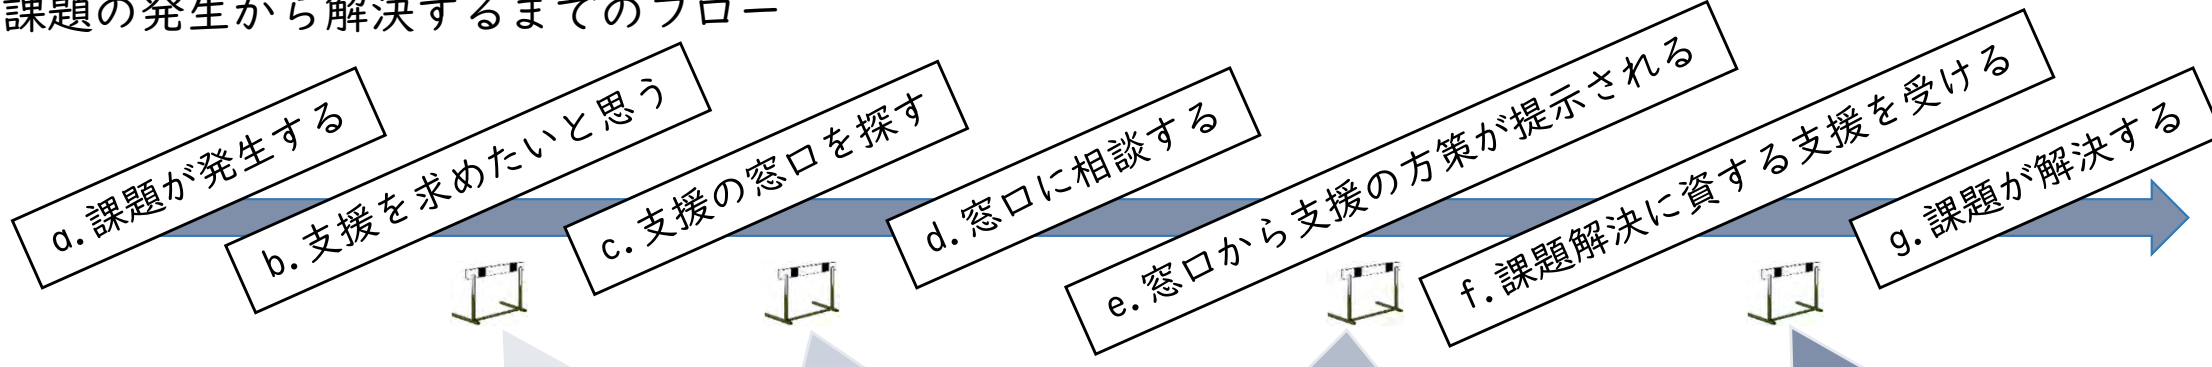 課題の発生から解決するまでのフロー
a.課題が発生する
b.支援を求めたいと思う
c.支援の窓口を探す
d.窓口に相談する
e.窓口から支援の方策が提示される
f.課題解決に資する支援を受ける
g.課題が解決する